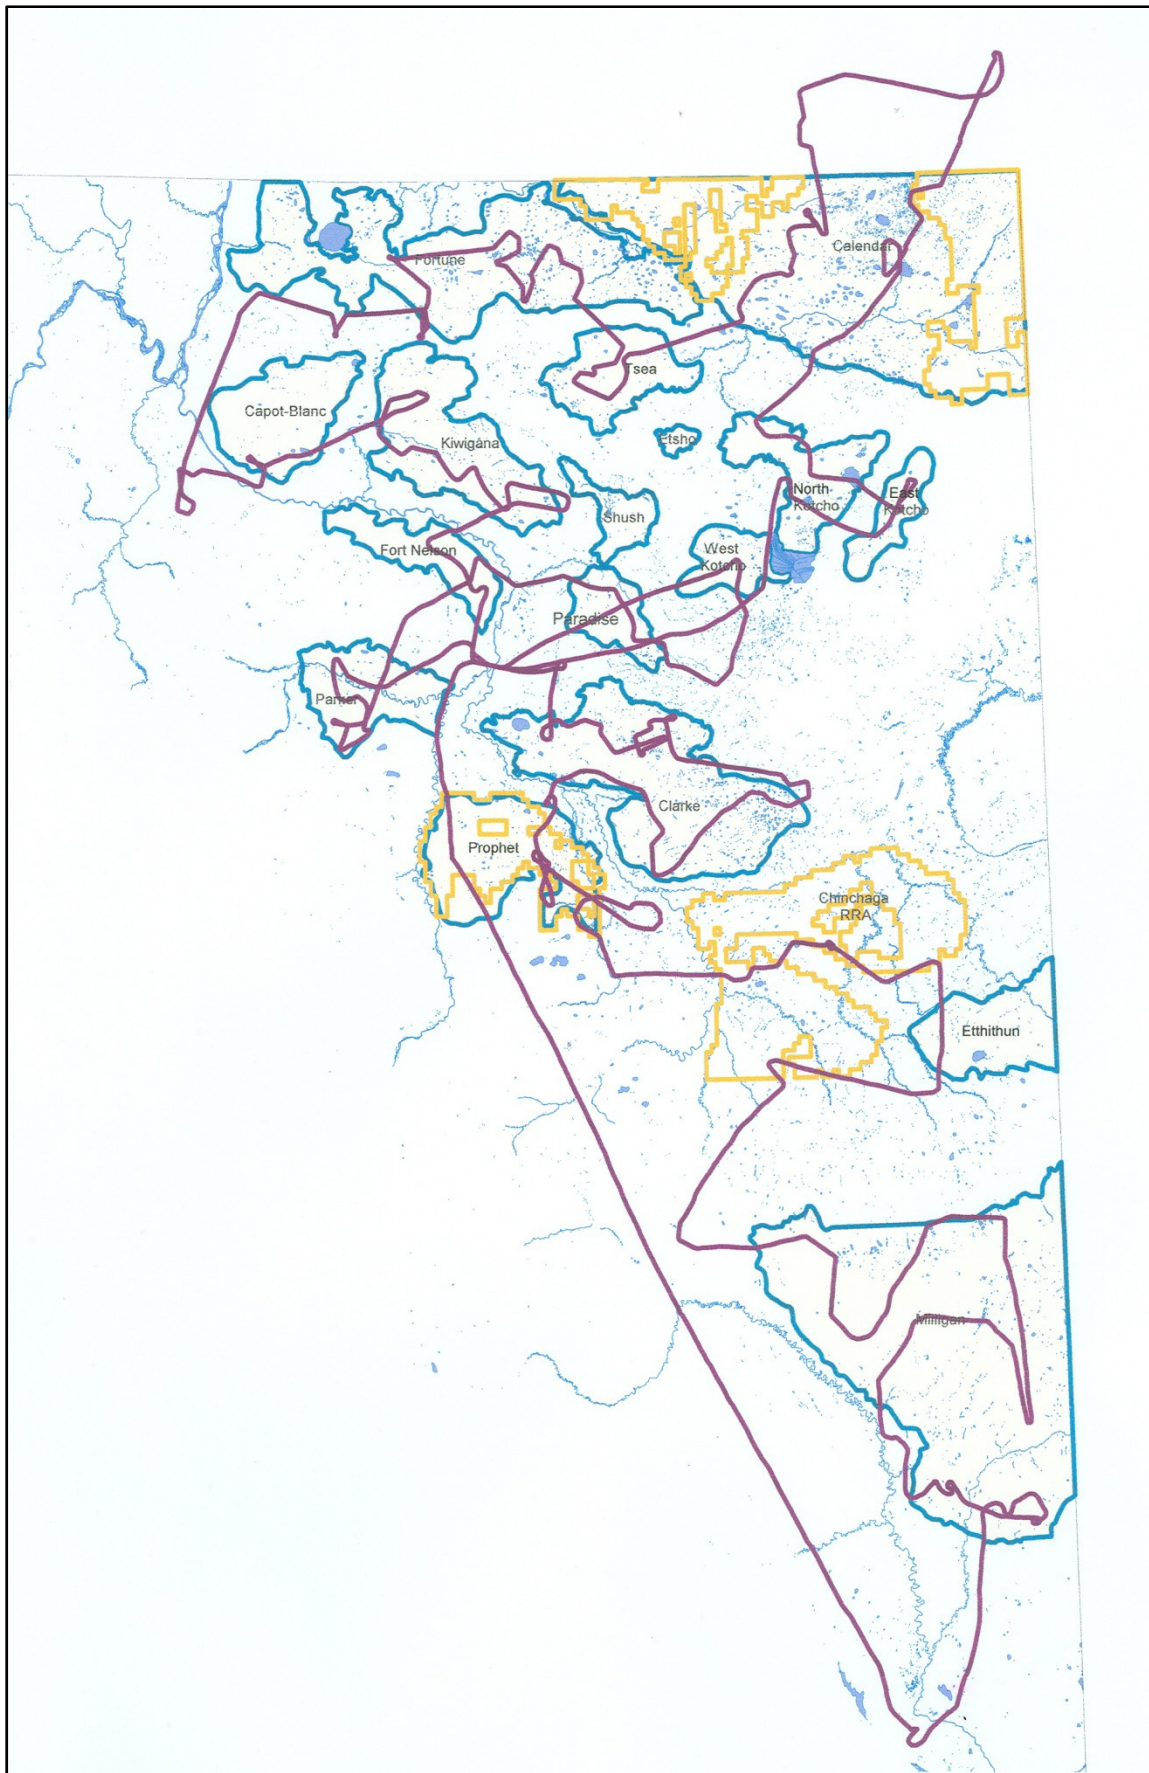 Calendar
Fortune
Tsea
Capot-Blanc
Kiwigana
Etsho
North
Kotcho
East
Kotcho
Shush
Fort Nelson
West
Kotcho
Paradise
Parker
Clarke
Prophet
Chinchaga
RRA
Etthithun
Milligan